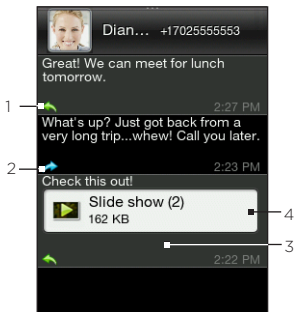 Dian... +17025555553
Great! We can meet for lunch
tomorrow.
1
2:27 PM
What's up? Just got back from a
very long trip...whew! Call you later.
2
2:23 PM
Check this out!
Slide show (2)
162 KB
4
3
2:22 PM